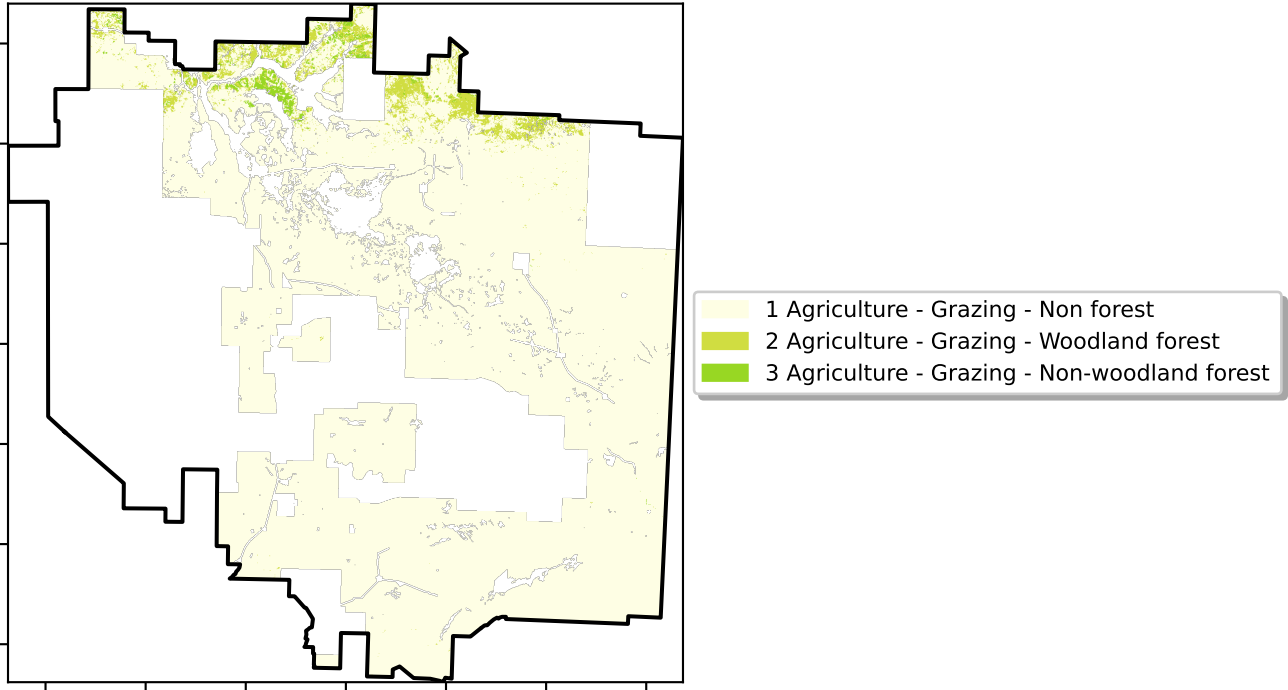 1 Agriculture - Grazing - Non forest
2 Agriculture - Grazing - Woodland forest
3 Agriculture - Grazing - Non-woodland forest